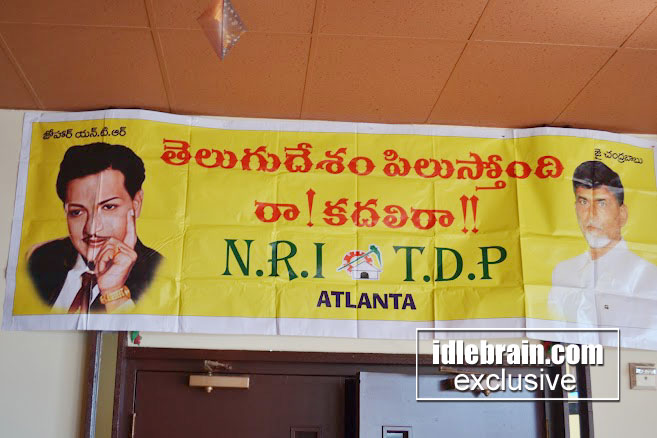 జోహార్ యన్.టి.ఆర్
జై చంద్రబాబు
తెలుగుదేశం పిలుస్తోంది
రా! కదలిరా!!
N.R.I T.D.P
ATLANTA
idlebrain.com
exclusive